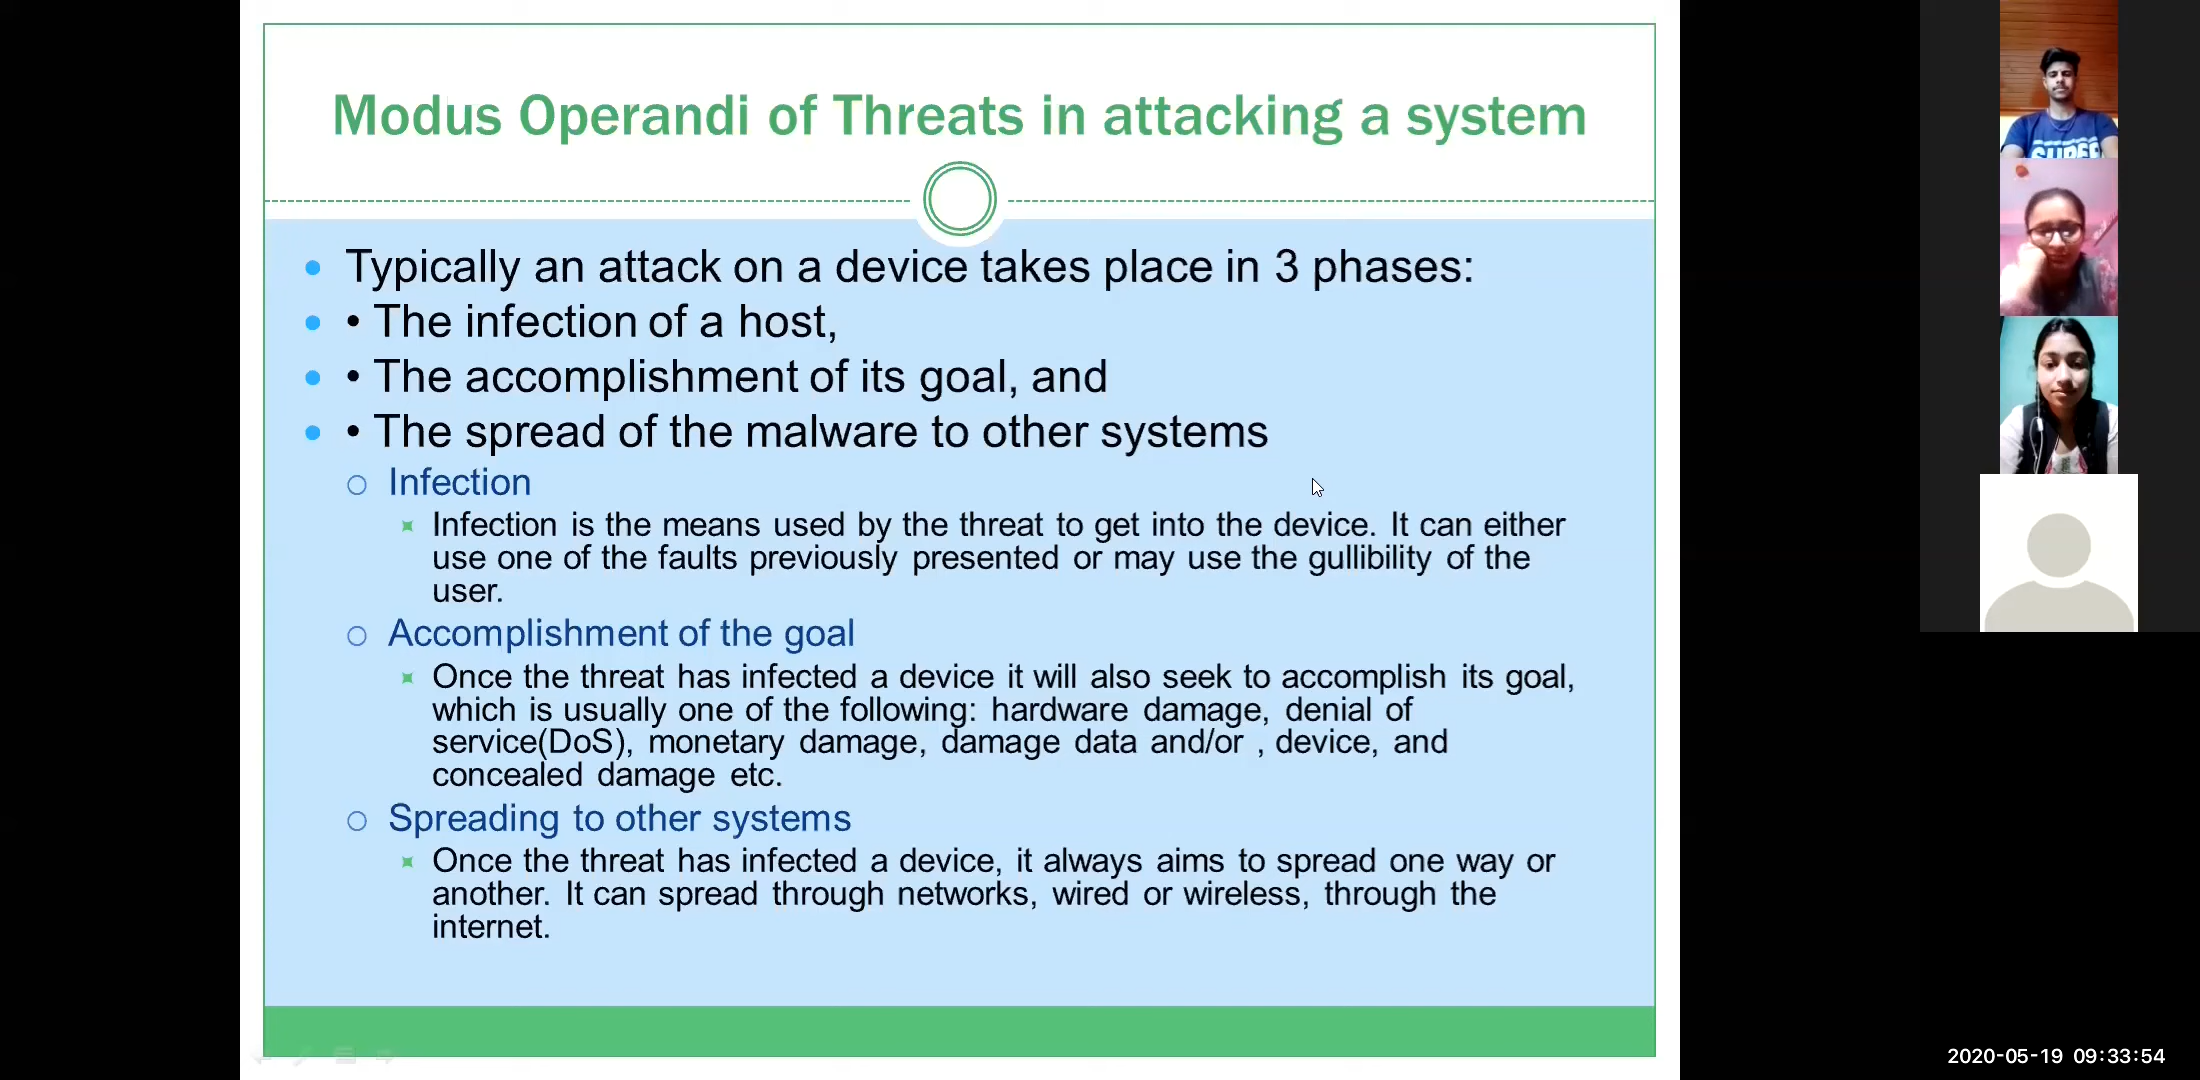 Modus Operandi of Threats in attacking a system
• Typically an attack on a device takes place in 3 phases:
• • The infection of a host,
• • The accomplishment of its goal, and
• • The spread of the malware to other systems
○ Infection
Infection is the means used by the threat to get into the device. It can either
use one of the faults previously presented or may use the gullibility of the
user.
○ Accomplishment of the goal
Once the threat has infected a device it will also seek to accomplish its goal,
which is usually one of the following: hardware damage, denial of
service(DoS), monetary damage, damage data and/or , device, and
concealed damage etc.
○ Spreading to other systems
Once the threat has infected a device, it always aims to spread one way or
another. It can spread through networks, wired or wireless, through the
internet.
SUPER
2020-05-19 09:33:54